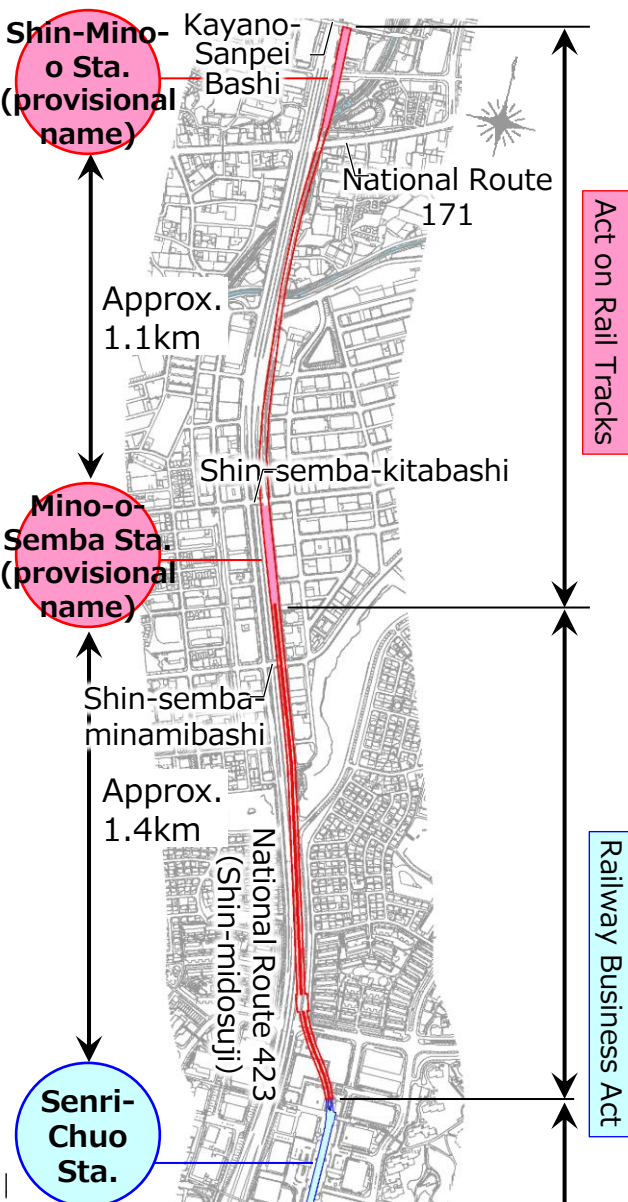 Shin-Mino-
o Sta.
(provisional
name)
Kayano-
Sanpei
Bashi
National Route
171
Act on Rail Tracks
Approx.
1.1km
Shin-semba-kitabashi
Mino-o-
Semba Sta.
(provisional
name)
Shin-semba-
minamibashi
Approx.
1.4km
National Route 423
(Shin-midosuji)
Railway Business Act
Senri-
Chuo
Sta.